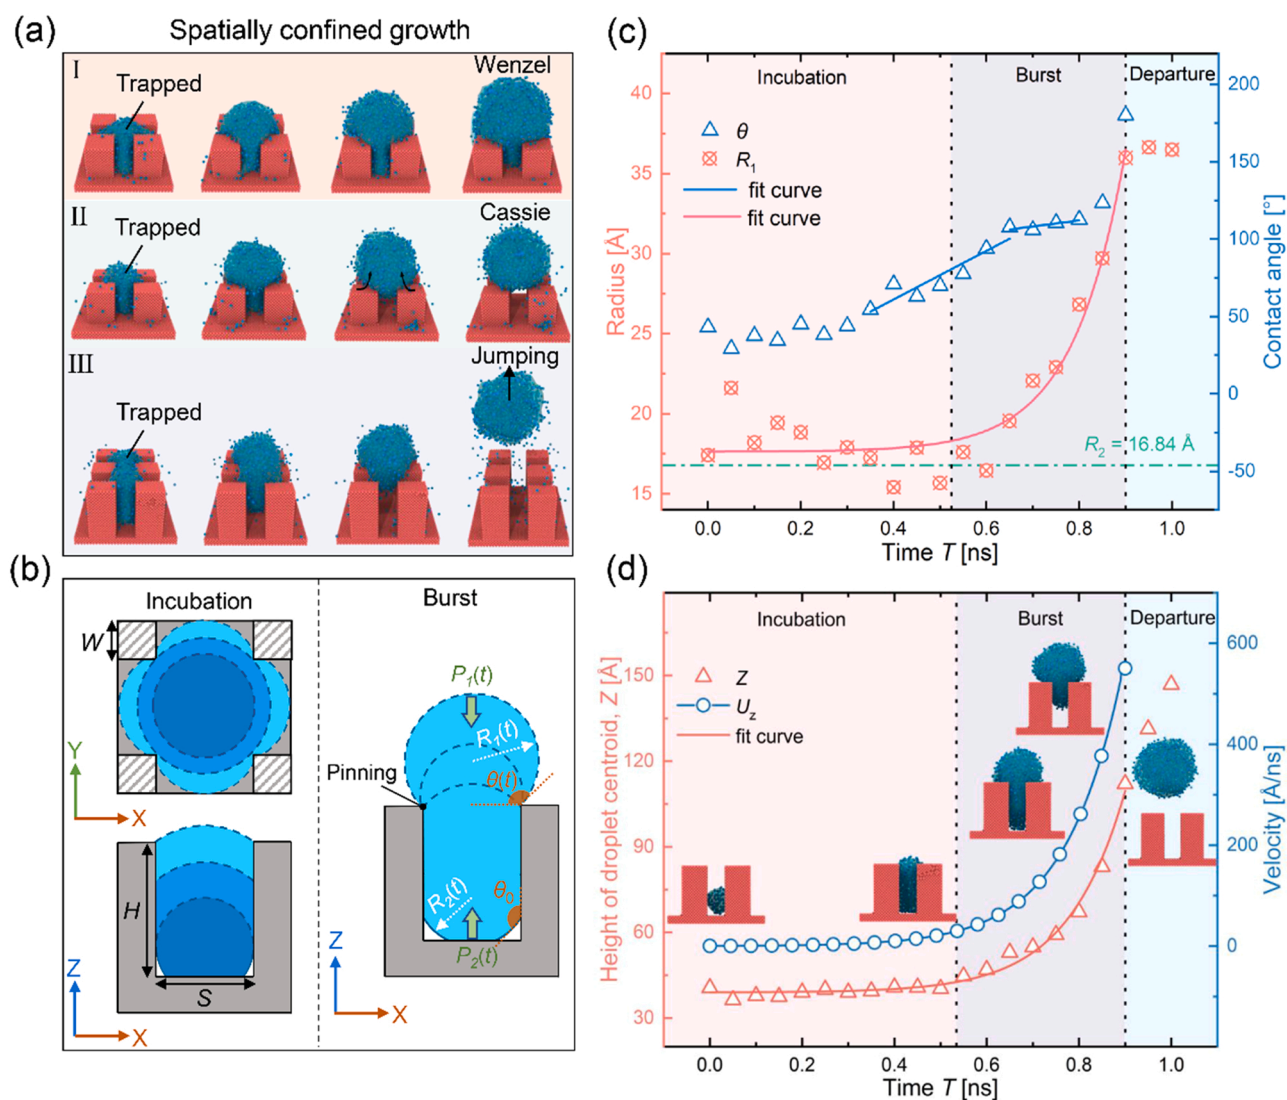 (a)
Spatially confined growth
I
Trapped
Wenzel
II
Trapped
Cassie
III
Trapped
Jumping
(b)
Incubation
Burst
W
Y
X
H
S
Z
X
P₁(t)
R₁(t)
Pinning
θ(t)
R₂(t)
θ₀
P₂(t)
Z
X
(c)
Incubation
Burst
Departure
θ
R₁
fit curve
fit curve
R₂ = 16.84 Å
Radius [Å]
40
35
30
25
20
15
Contact angle [°]
200
150
100
50
0
-50
0.0 0.2 0.4 0.6 0.8 1.0
Time T [ns]
(d)
Incubation
Burst
Departure
Z
U_z
fit curve
Height of droplet centroid, Z [Å]
150
120
90
60
30
Velocity [Å/ns]
600
400
200
0
0.0 0.2 0.4 0.6 0.8 1.0
Time T [ns]